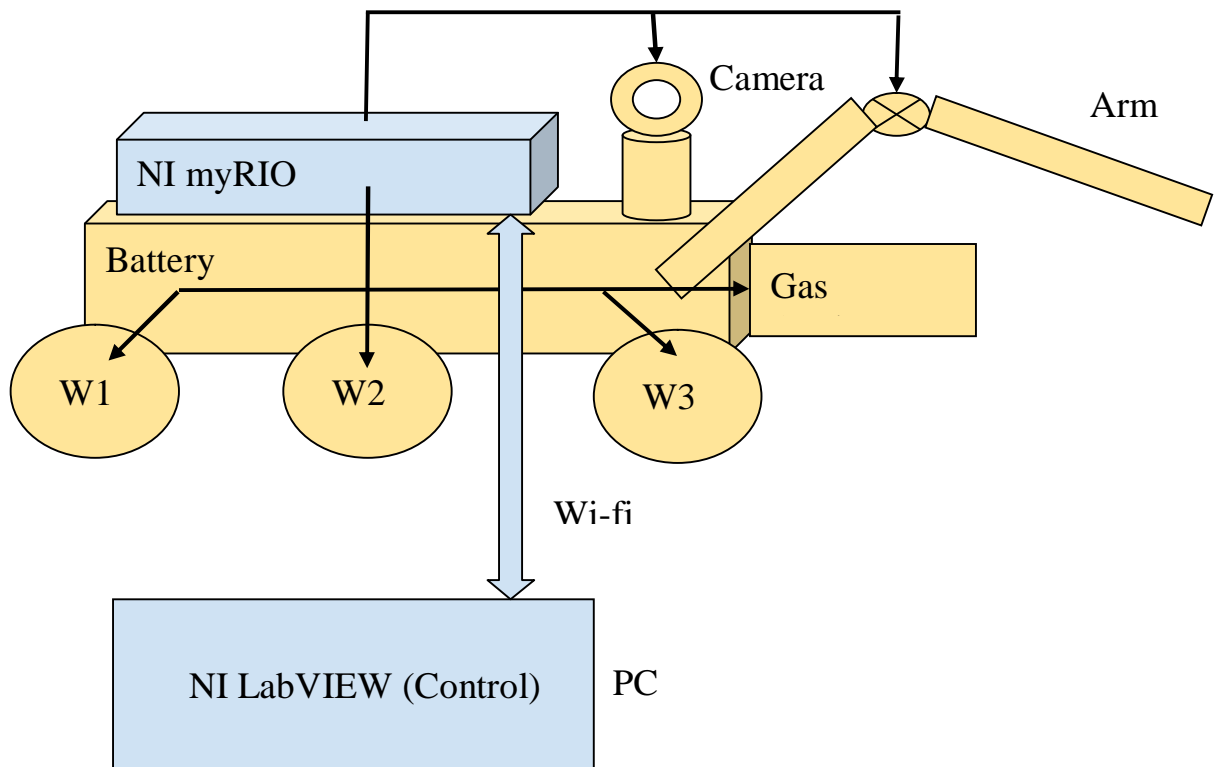 Camera
Arm
NI myRIO
Battery
Gas
W1
W2
W3
Wi-fi
NI LabVIEW (Control)
PC